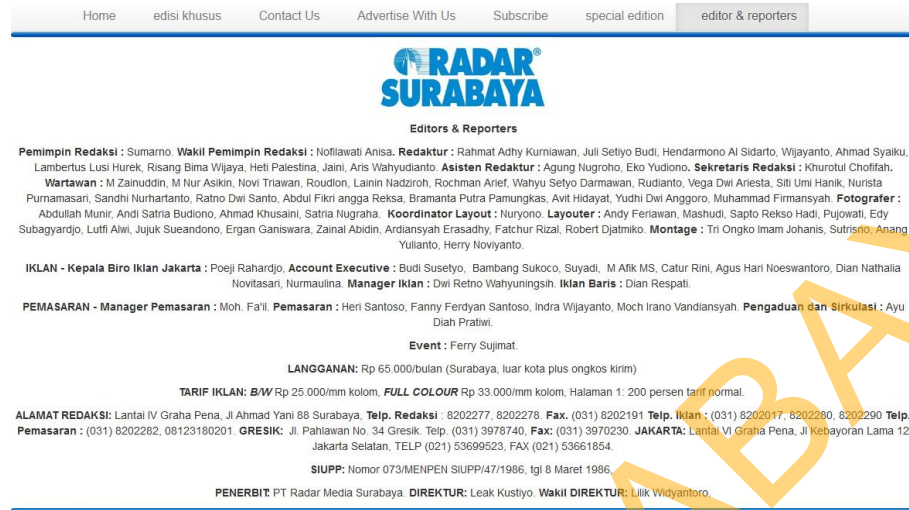 Home edisi khusus Contact Us Advertise With Us Subscribe special edition editor & reporters
RADAR®
SURABAYA
Editors & Reporters
Pemimpin Redaksi : Sumarno. Wakil Pemimpin Redaksi : Nofilawati Anisa. Redaktur : Rahmat Adhy Kurniawan, Juli Setiyo Budi, Hendarmono Al Sidarto, Wijayanto, Ahmad Syaiku,
Lambertus Lusi Hurek, Risang Bima Wijaya, Heti Palestina, Jaini, Aris Wahyudianto. Asisten Redaktur : Agung Nugroho, Eko Yudiono. Sekretaris Redaksi : Khurotul Chofifah.
Wartawan : M Zainuddin, M Nur Asikin, Novi Triawan, Roudlon, Lainin Nadziroh, Rochman Arief, Wahyu Setyo Darmawan, Rudianto, Vega Dwi Ariesta, Siti Umi Hanik, Nurista
Purnamasari, Sandhi Nurhartanto, Ratno Dwi Santo, Abdul Fikri angga Reksa, Bramanta Putra Pamungkas, Avit Hidayat, Yudhi Dwi Anggoro, Muhammad Firmansyah. Fotografer :
Abdullah Munir, Andi Satria Budiono, Ahmad Khusaini, Satria Nugraha. Koordinator Layout : Nuryono. Layouter : Andy Feriawan, Mashudi, Sapto Rekso Hadi, Pujowati, Edy
Subagyardjo, Lutfi Alwi, Jujuk Sueandono, Ergan Ganiswara, Zainal Abidin, Ardiansyah Erasadhy, Fatchur Rizal, Robert Djatmiko. Montage : Tri Ongko Imam Johanis, Sutrisno, Anang
Yulianto, Herry Noviyanto.
IKLAN - Kepala Biro Iklan Jakarta : Poeji Rahardjo, Account Executive : Budi Susetyo, Bambang Sukoco, Suyadi, M Afik MS, Catur Rini, Agus Hari Noeswantoro, Dian Nathalia
Novitasari, Nurmaulina. Manager Iklan : Dwi Retno Wahyuningsih. Iklan Baris : Dian Respati.
PEMASARAN - Manager Pemasaran : Moh. Fa'il. Pemasaran : Heri Santoso, Fanny Ferdyan Santoso, Indra Wijayanto, Moch Irano Vandiansyah. Pengaduan dan Sirkulasi : Ayu
Diah Pratiwi.
Event : Ferry Sujimat.
LANGGANAN: Rp 65.000/bulan (Surabaya, luar kota plus ongkos kirim)
TARIF IKLAN: B/W Rp 25.000/mm kolom, FULL COLOUR Rp 33.000/mm kolom, Halaman 1: 200 persen tarif normal.
ALAMAT REDAKSI: Lantai IV Graha Pena, Jl Ahmad Yani 88 Surabaya, Telp. Redaksi : 8202277, 8202278. Fax. (031) 8202191 Telp. Iklan : (031) 8202017, 8202280, 8202290 Telp.
Pemasaran : (031) 8202282, 08123180201. GRESIK: Jl. Pahlawan No. 34 Gresik. Telp. (031) 3978740, Fax: (031) 3970230. JAKARTA: Lantai VI Graha Pena, Jl Kebayoran Lama 12
Jakarta Selatan, TELP (021) 53699523, FAX (021) 53661854.
SIUPP: Nomor 073/MENPEN SIUPP/47/1986, tgl 8 Maret 1986.
PENERBIT: PT Radar Media Surabaya. DIREKTUR: Leak Kustiyo. Wakil DIREKTUR: Lilik Widyantoro.
ABAY